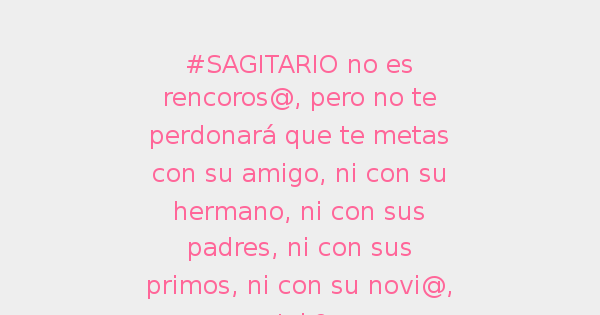 #SAGITARIO no es
rencoros@, pero no te
perdonará que te metas
con su amigo, ni con su
hermano, ni con sus
padres, ni con sus
primos, ni con su novi@,